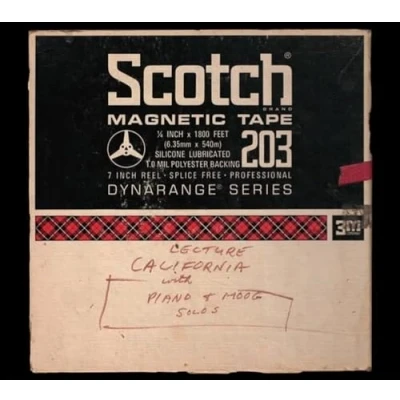 Scotch®
BRAND
MAGNETIC TAPE
¼ INCH x 1800 FEET
(6.35mm x 540m)
SILICONE LUBRICATED
1.0 MIL POLYESTER BACKING
203
7 INCH REEL · SPLICE FREE · PROFESSIONAL
DYNARANGE® SERIES
3M
LECTURE
CALIFORNIA
with
PIANO & MOOG
SOLOS